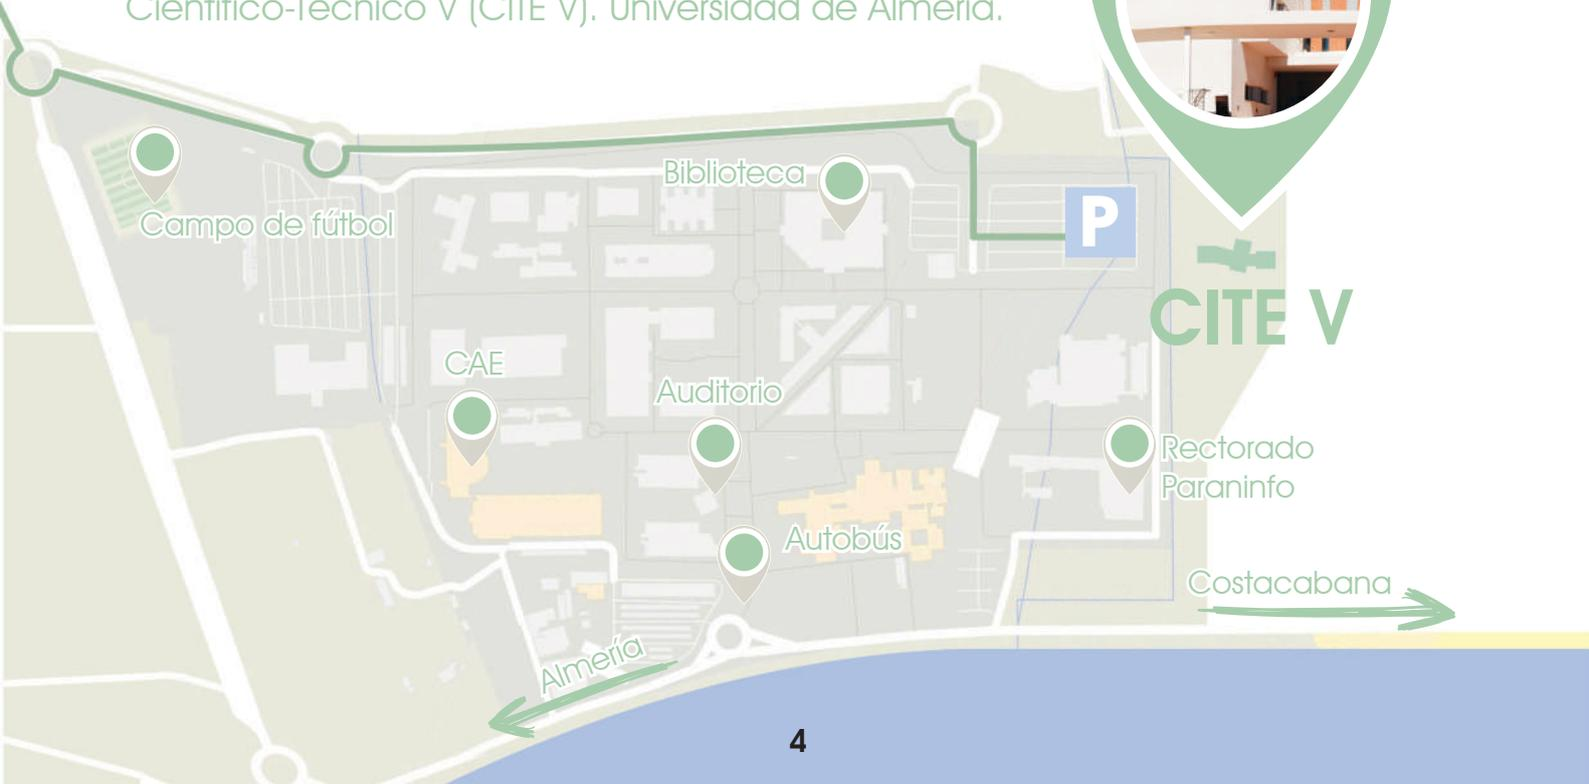 Científico-Técnico V (CITE V). Universidad de Almería.
Biblioteca
Campo de fútbol
P
CITE V
CAE
Auditorio
Rectorado
Paraninfo
Autobús
Costacabana
Almería
4